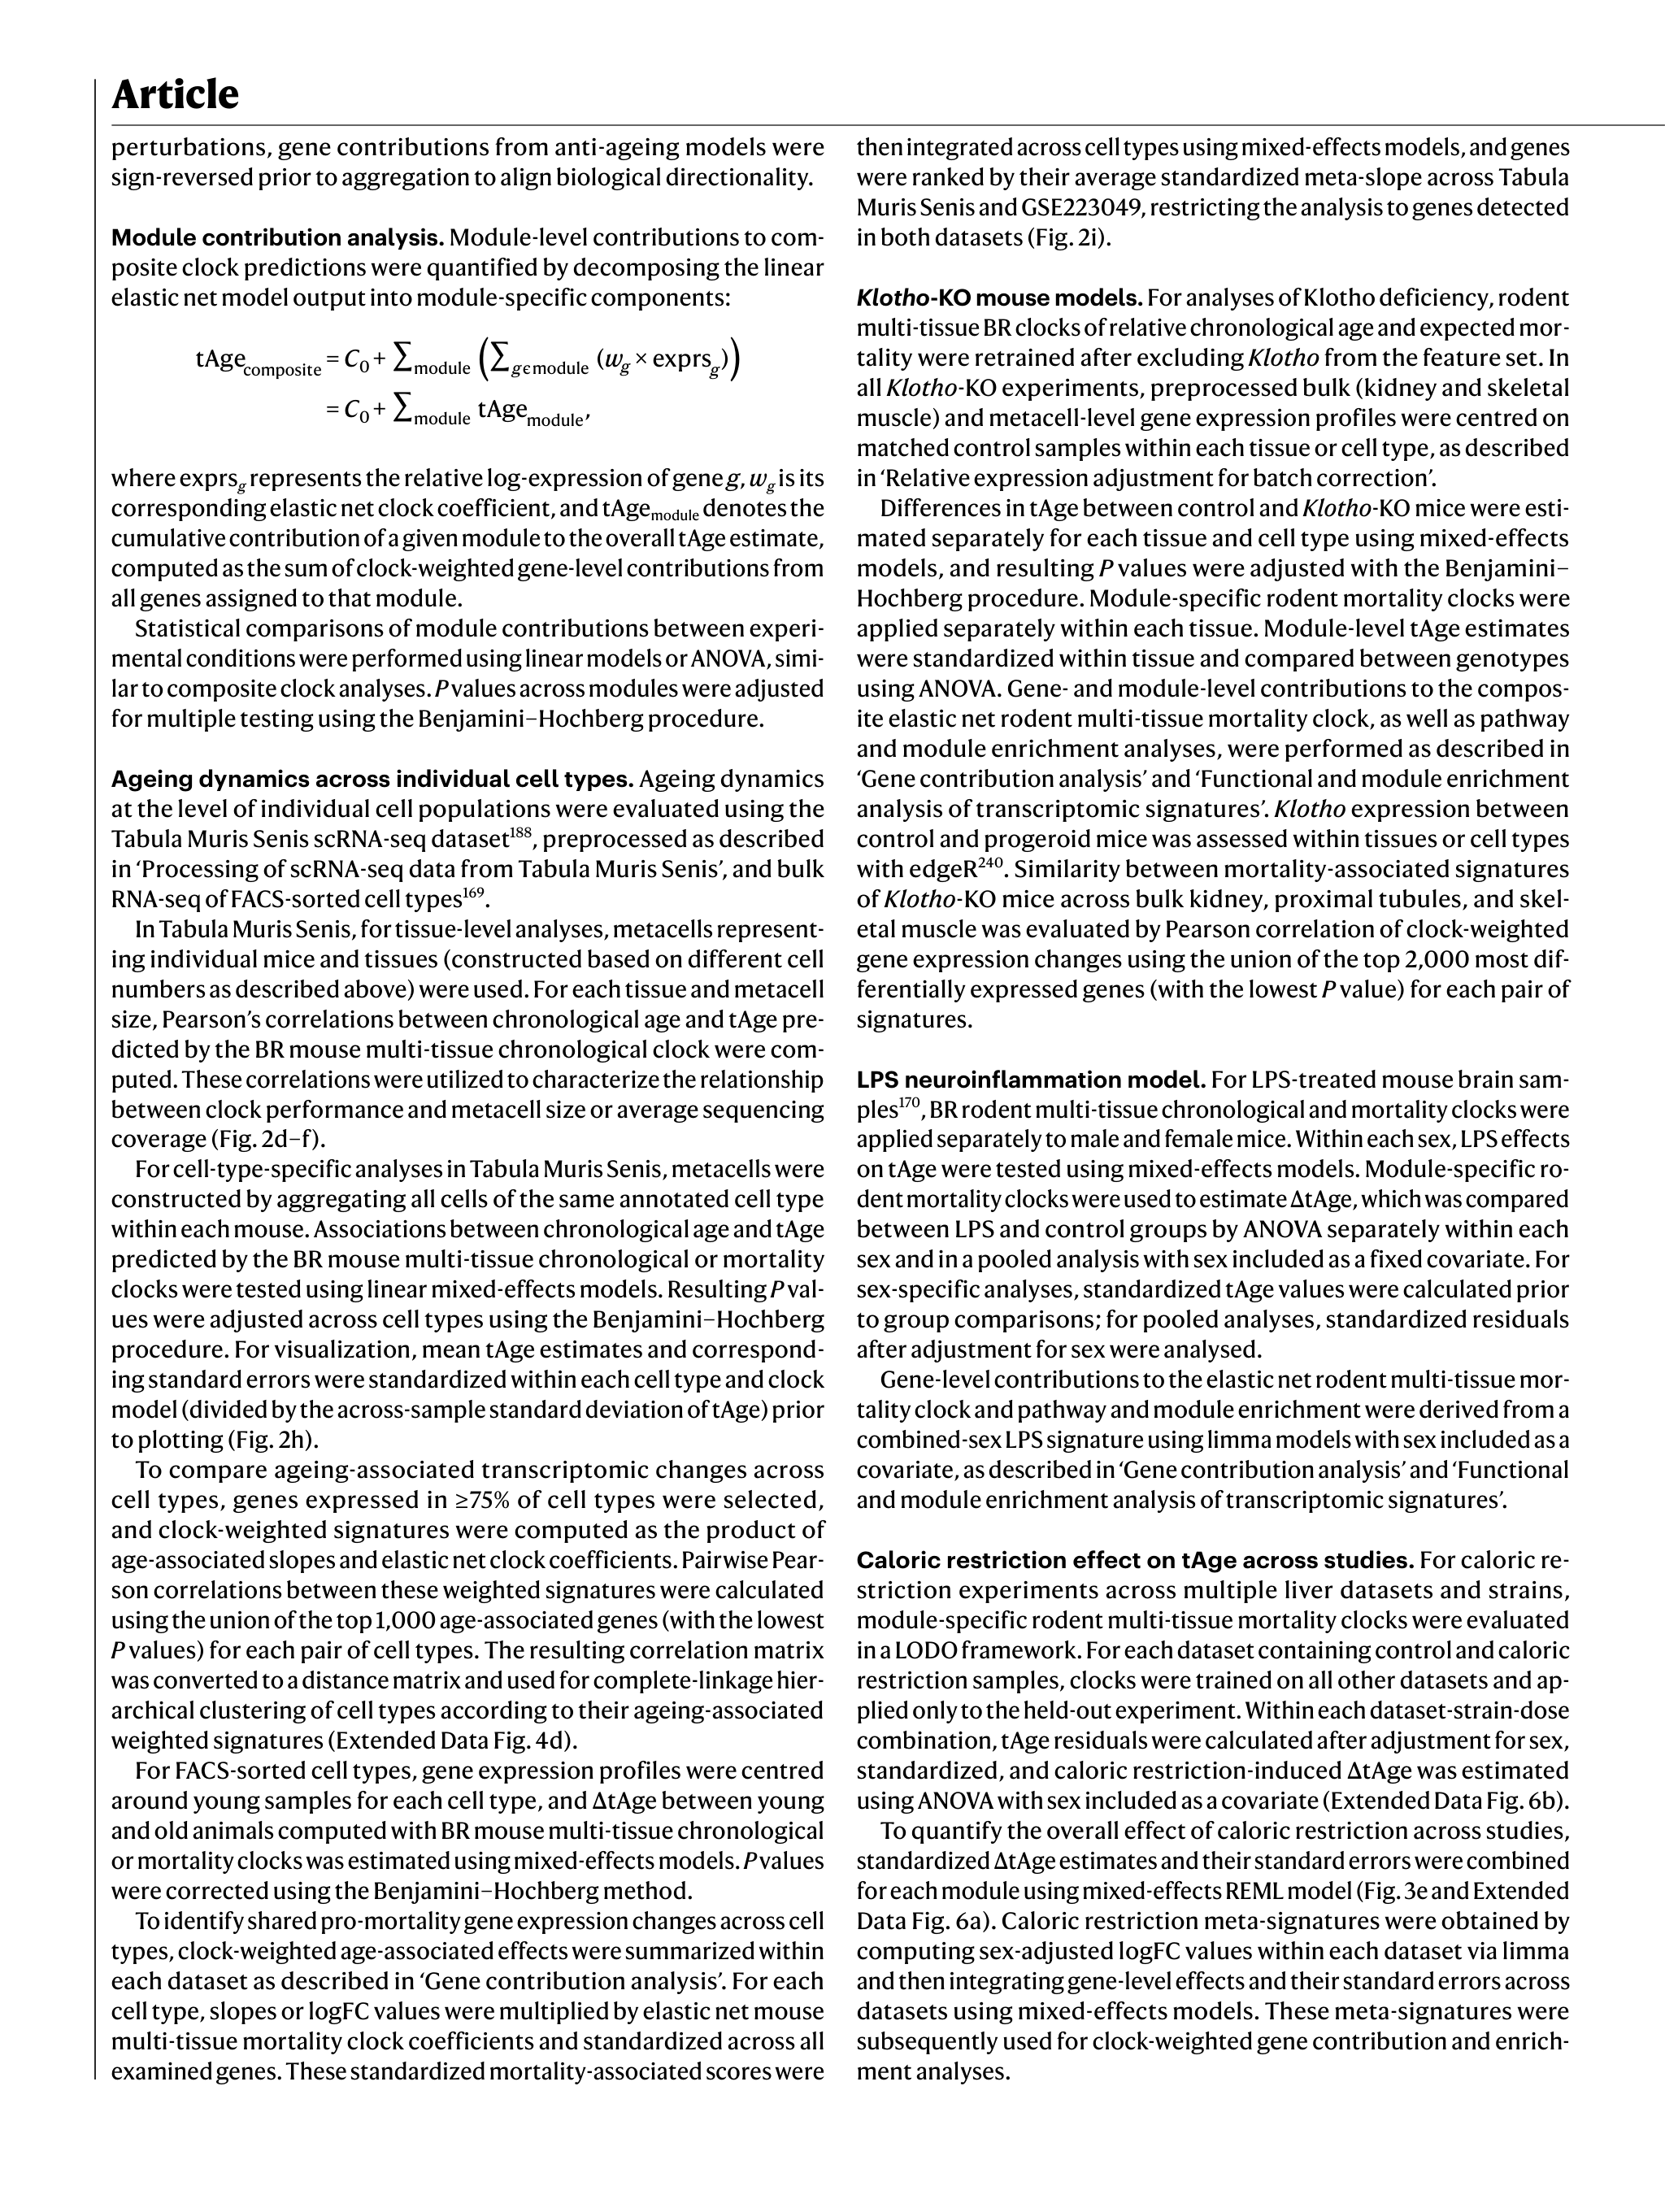 Article
perturbations, gene contributions from anti-ageing models were
sign-reversed prior to aggregation to align biological directionality.
Module contribution analysis. Module-level contributions to com-
posite clock predictions were quantified by decomposing the linear
elastic net model output into module-specific components:
tAge_composite = C_0 + ∑_module (∑_gϵmodule (w_g × exprs_g))
= C_0 + ∑_module tAge_module,
where exprs_g represents the relative log-expression of gene g, w_g is its
corresponding elastic net clock coefficient, and tAge_module denotes the
cumulative contribution of a given module to the overall tAge estimate,
computed as the sum of clock-weighted gene-level contributions from
all genes assigned to that module.
Statistical comparisons of module contributions between experi-
mental conditions were performed using linear models or ANOVA, simi-
lar to composite clock analyses. P values across modules were adjusted
for multiple testing using the Benjamini–Hochberg procedure.
Ageing dynamics across individual cell types. Ageing dynamics
at the level of individual cell populations were evaluated using the
Tabula Muris Senis scRNA-seq dataset188, preprocessed as described
in ‘Processing of scRNA-seq data from Tabula Muris Senis’, and bulk
RNA-seq of FACS-sorted cell types169.
In Tabula Muris Senis, for tissue-level analyses, metacells represent-
ing individual mice and tissues (constructed based on different cell
numbers as described above) were used. For each tissue and metacell
size, Pearson’s correlations between chronological age and tAge pre-
dicted by the BR mouse multi-tissue chronological clock were com-
puted. These correlations were utilized to characterize the relationship
between clock performance and metacell size or average sequencing
coverage (Fig. 2d–f).
For cell-type-specific analyses in Tabula Muris Senis, metacells were
constructed by aggregating all cells of the same annotated cell type
within each mouse. Associations between chronological age and tAge
predicted by the BR mouse multi-tissue chronological or mortality
clocks were tested using linear mixed-effects models. Resulting P val-
ues were adjusted across cell types using the Benjamini–Hochberg
procedure. For visualization, mean tAge estimates and correspond-
ing standard errors were standardized within each cell type and clock
model (divided by the across-sample standard deviation of tAge) prior
to plotting (Fig. 2h).
To compare ageing-associated transcriptomic changes across
cell types, genes expressed in ≥75% of cell types were selected,
and clock-weighted signatures were computed as the product of
age-associated slopes and elastic net clock coefficients. Pairwise Pear-
son correlations between these weighted signatures were calculated
using the union of the top 1,000 age-associated genes (with the lowest
P values) for each pair of cell types. The resulting correlation matrix
was converted to a distance matrix and used for complete-linkage hier-
archical clustering of cell types according to their ageing-associated
weighted signatures (Extended Data Fig. 4d).
For FACS-sorted cell types, gene expression profiles were centred
around young samples for each cell type, and ΔtAge between young
and old animals computed with BR mouse multi-tissue chronological
or mortality clocks was estimated using mixed-effects models. P values
were corrected using the Benjamini–Hochberg method.
To identify shared pro-mortality gene expression changes across cell
types, clock-weighted age-associated effects were summarized within
each dataset as described in ‘Gene contribution analysis’. For each
cell type, slopes or logFC values were multiplied by elastic net mouse
multi-tissue mortality clock coefficients and standardized across all
examined genes. These standardized mortality-associated scores were
then integrated across cell types using mixed-effects models, and genes
were ranked by their average standardized meta-slope across Tabula
Muris Senis and GSE223049, restricting the analysis to genes detected
in both datasets (Fig. 2i).
Klotho-KO mouse models. For analyses of Klotho deficiency, rodent
multi-tissue BR clocks of relative chronological age and expected mor-
tality were retrained after excluding Klotho from the feature set. In
all Klotho-KO experiments, preprocessed bulk (kidney and skeletal
muscle) and metacell-level gene expression profiles were centred on
matched control samples within each tissue or cell type, as described
in ‘Relative expression adjustment for batch correction’.
Differences in tAge between control and Klotho-KO mice were esti-
mated separately for each tissue and cell type using mixed-effects
models, and resulting P values were adjusted with the Benjamini–
Hochberg procedure. Module-specific rodent mortality clocks were
applied separately within each tissue. Module-level tAge estimates
were standardized within tissue and compared between genotypes
using ANOVA. Gene- and module-level contributions to the compos-
ite elastic net rodent multi-tissue mortality clock, as well as pathway
and module enrichment analyses, were performed as described in
‘Gene contribution analysis’ and ‘Functional and module enrichment
analysis of transcriptomic signatures’. Klotho expression between
control and progeroid mice was assessed within tissues or cell types
with edgeR240. Similarity between mortality-associated signatures
of Klotho-KO mice across bulk kidney, proximal tubules, and skel-
etal muscle was evaluated by Pearson correlation of clock-weighted
gene expression changes using the union of the top 2,000 most dif-
ferentially expressed genes (with the lowest P value) for each pair of
signatures.
LPS neuroinflammation model. For LPS-treated mouse brain sam-
ples170, BR rodent multi-tissue chronological and mortality clocks were
applied separately to male and female mice. Within each sex, LPS effects
on tAge were tested using mixed-effects models. Module-specific ro-
dent mortality clocks were used to estimate ΔtAge, which was compared
between LPS and control groups by ANOVA separately within each
sex and in a pooled analysis with sex included as a fixed covariate. For
sex-specific analyses, standardized tAge values were calculated prior
to group comparisons; for pooled analyses, standardized residuals
after adjustment for sex were analysed.
Gene-level contributions to the elastic net rodent multi-tissue mor-
tality clock and pathway and module enrichment were derived from a
combined-sex LPS signature using limma models with sex included as a
covariate, as described in ‘Gene contribution analysis’ and ‘Functional
and module enrichment analysis of transcriptomic signatures’.
Caloric restriction effect on tAge across studies. For caloric re-
striction experiments across multiple liver datasets and strains,
module-specific rodent multi-tissue mortality clocks were evaluated
in a LODO framework. For each dataset containing control and caloric
restriction samples, clocks were trained on all other datasets and ap-
plied only to the held-out experiment. Within each dataset-strain-dose
combination, tAge residuals were calculated after adjustment for sex,
standardized, and caloric restriction-induced ΔtAge was estimated
using ANOVA with sex included as a covariate (Extended Data Fig. 6b).
To quantify the overall effect of caloric restriction across studies,
standardized ΔtAge estimates and their standard errors were combined
for each module using mixed-effects REML model (Fig. 3e and Extended
Data Fig. 6a). Caloric restriction meta-signatures were obtained by
computing sex-adjusted logFC values within each dataset via limma
and then integrating gene-level effects and their standard errors across
datasets using mixed-effects models. These meta-signatures were
subsequently used for clock-weighted gene contribution and enrich-
ment analyses.